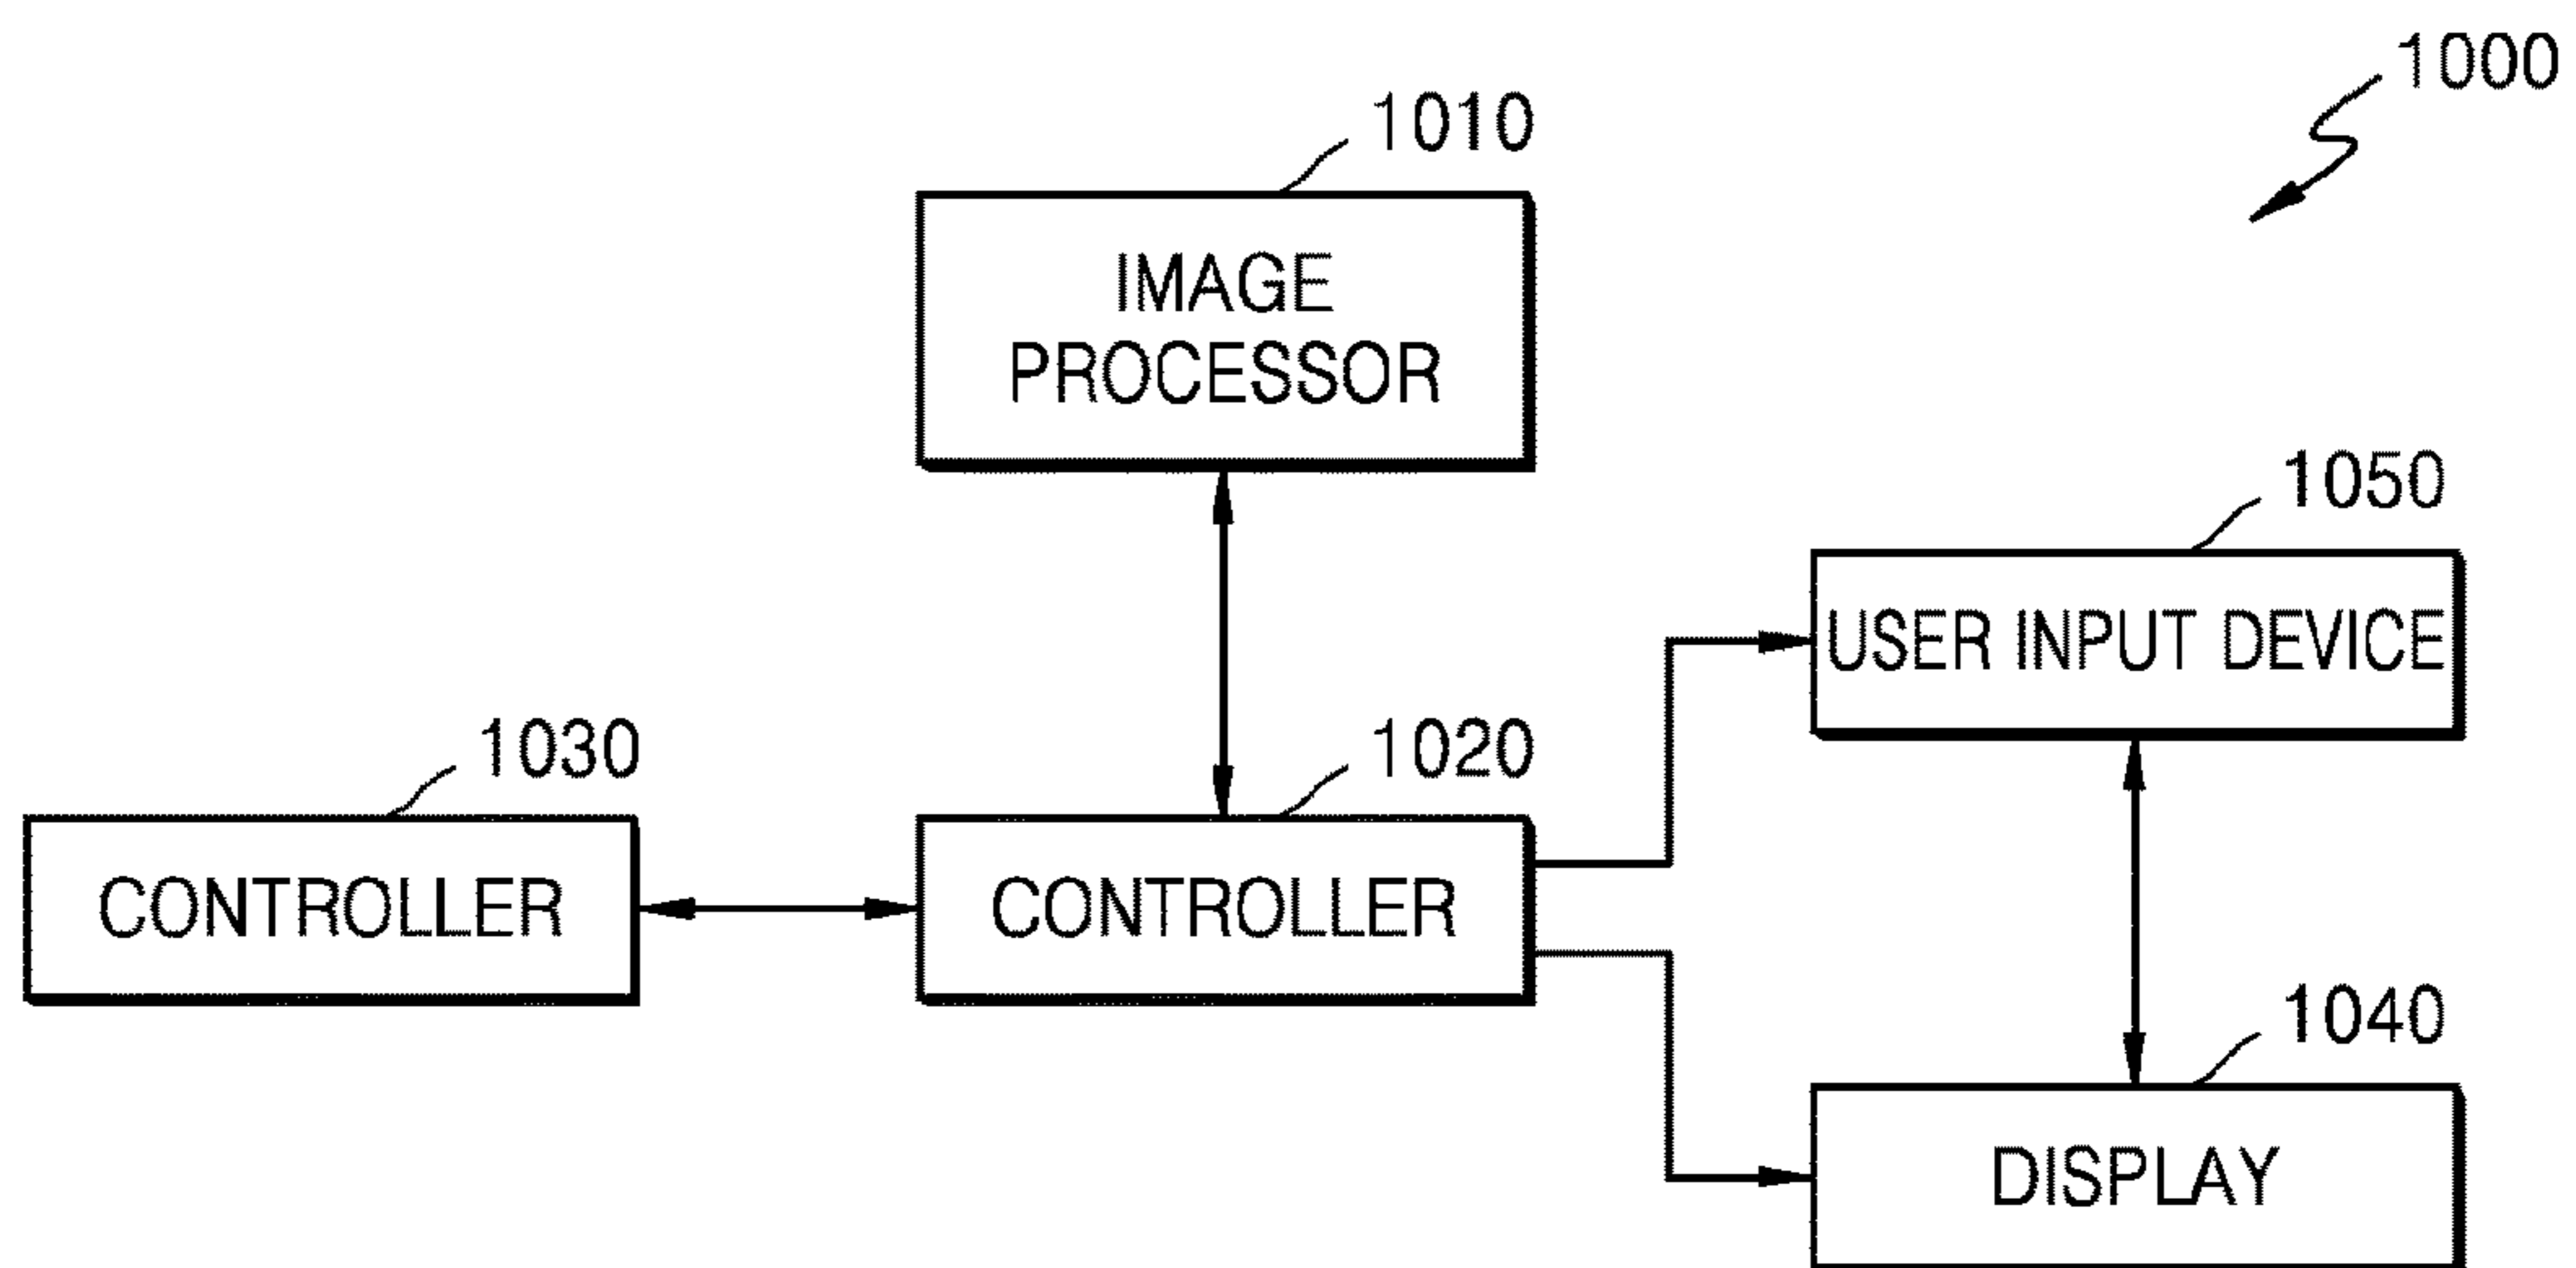 1000
1010
IMAGE
PROCESSOR
1050
USER INPUT DEVICE
1030
1020
CONTROLLER
CONTROLLER
1040
DISPLAY